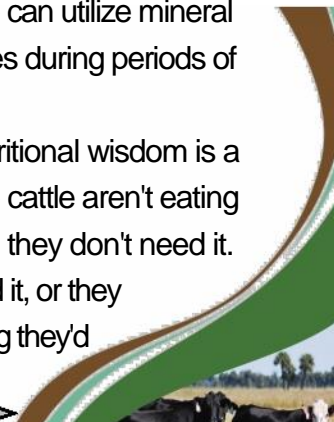 can utilize mineral
es during periods of
ritional wisdom is a
cattle aren't eating
they don't need it.
it, or they
g they'd